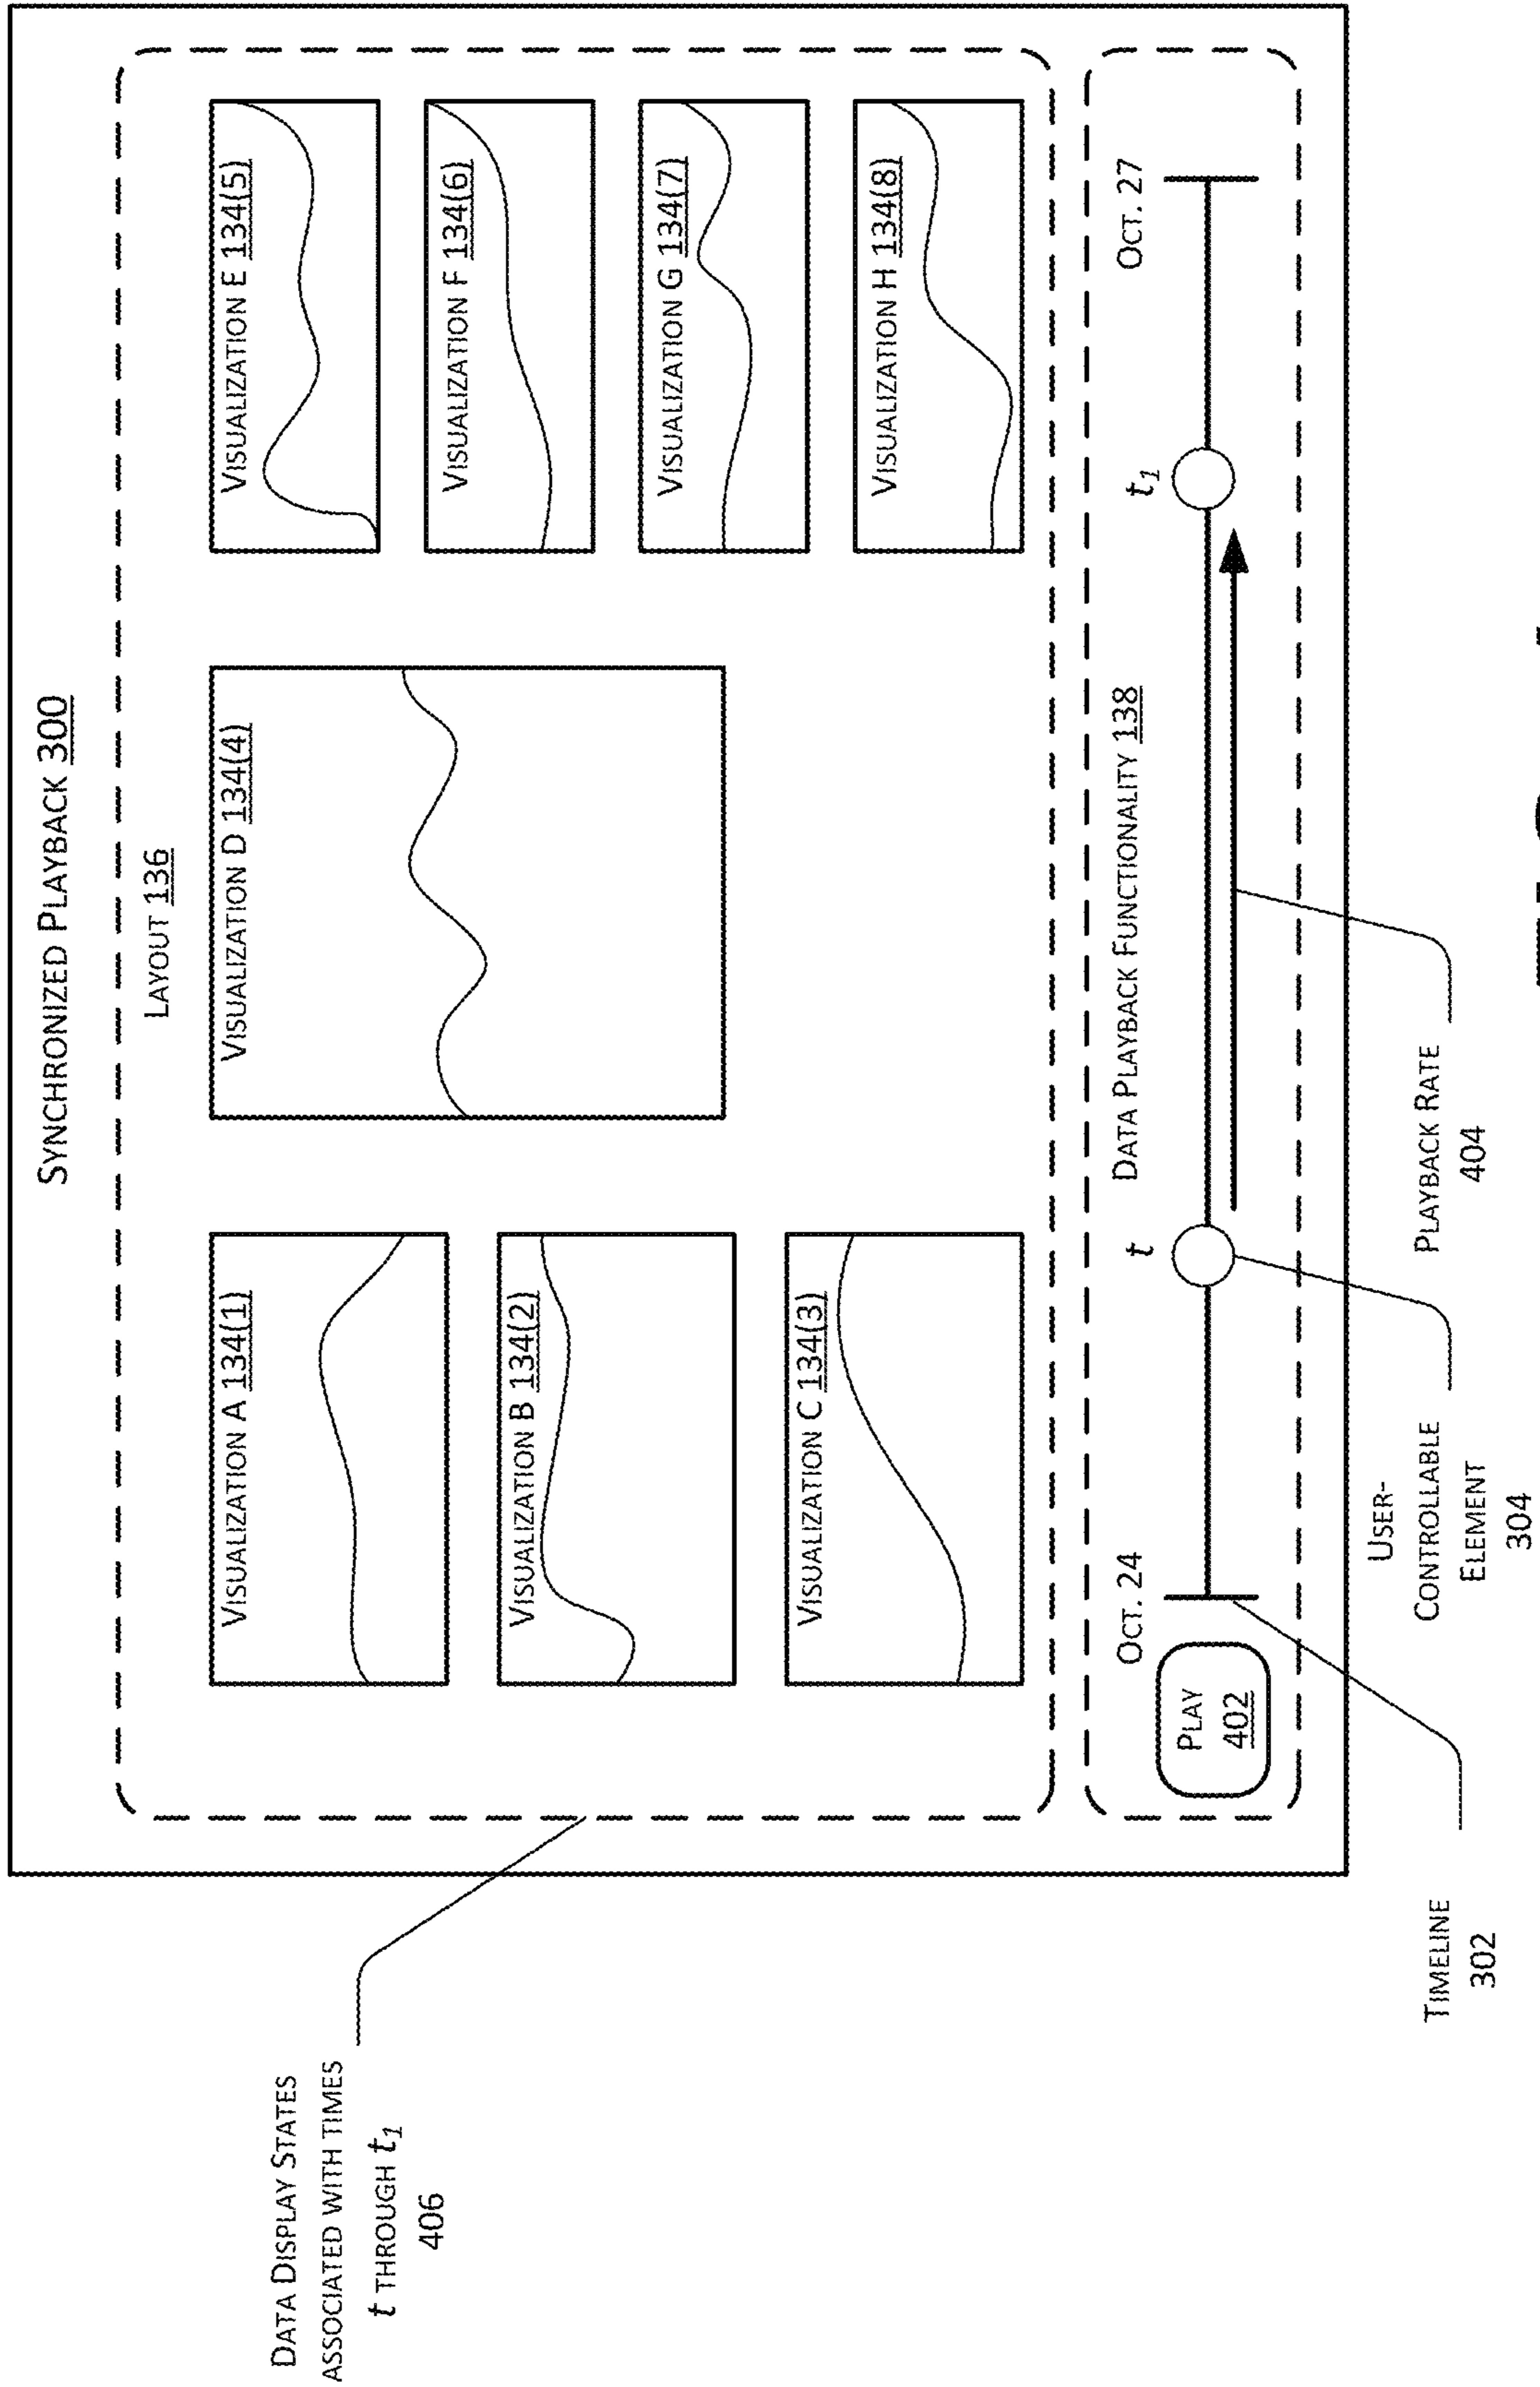 SYNCHRONIZED PLAYBACK 300
LAYOUT 136
VISUALIZATION A 134(1)
VISUALIZATION B 134(2)
VISUALIZATION C 134(3)
VISUALIZATION D 134(4)
VISUALIZATION E 134(5)
VISUALIZATION F 134(6)
VISUALIZATION G 134(7)
VISUALIZATION H 134(8)
DATA DISPLAY STATES
ASSOCIATED WITH TIMES
t THROUGH t1
406
DATA PLAYBACK FUNCTIONALITY 138
OCT. 24
t
t1
OCT. 27
PLAY
402
TIMELINE
302
USER-
CONTROLLABLE
ELEMENT
304
PLAYBACK RATE
404